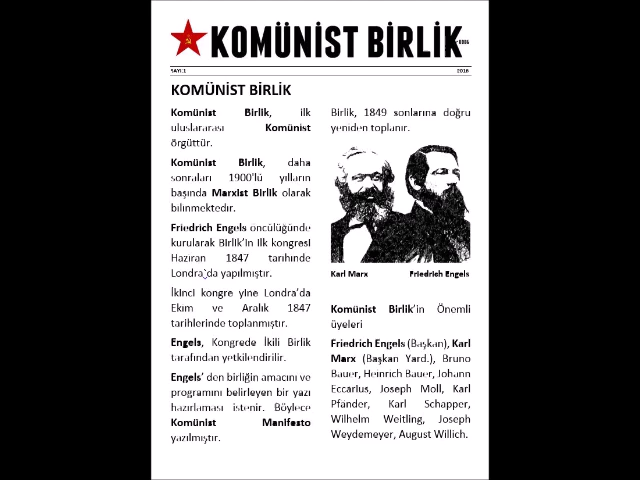 KOMÜNİST BİRLİK
SAYI:1
2016
KOMÜNİST BİRLİK
Komünist Birlik, ilk
uluslararası Komünist
örgüttür.
Komünist Birlik, daha
sonraları 1900'lü yılların
başında Marxist Birlik olarak
bilinmektedir.
Friedrich Engels öncülüğünde
kurularak Birlik'in ilk kongresi
Haziran 1847 tarihinde
Londra'da yapılmıştır.
İkinci kongre yine Londra'da
Ekim ve Aralık 1847
tarihlerinde toplanmıştır.
Engels, Kongrede İkili Birlik
tarafından yetkilendirilir.
Engels' den birliğin amacını ve
programını belirleyen bir yazı
hazırlaması istenir. Böylece
Komünist Manifesto
yazılmıştır.
Birlik, 1849 sonlarına doğru
yeniden toplanır.
Karl Marx Friedrich Engels
Komünist Birlik'in Önemli
üyeleri
Friedrich Engels (Başkan), Karl
Marx (Başkan Yard.), Bruno
Bauer, Heinrich Bauer, Johann
Eccarius, Joseph Moll, Karl
Pfänder, Karl Schapper,
Wilhelm Weitling, Joseph
Weydemeyer, August Willich.